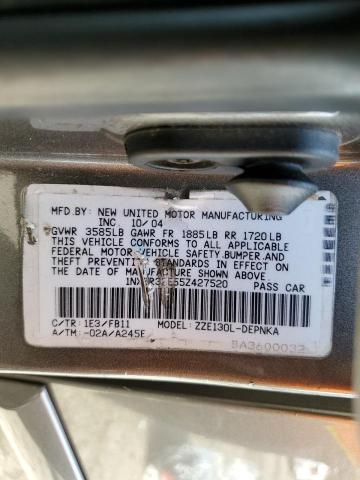 MFD.BY: NEW UNITED MOTOR MANUFACTURING
INC. 10/04
GVWR 3585LB GAWR FR 1885LB RR 1720LB
THIS VEHICLE CONFORMS TO ALL APPLICABLE
FEDERAL MOTOR VEHICLE SAFETY.BUMPER.AND
THEFT PREVENTION STANDARDS IN EFFECT ON
THE DATE OF MANUFACTURE SHOWN ABOVE
PASS CAR
C/TR: 1E3/FB11 MODEL: ZZE130L-DEPNKA
A/TM: -02A/A245E
BA3600032